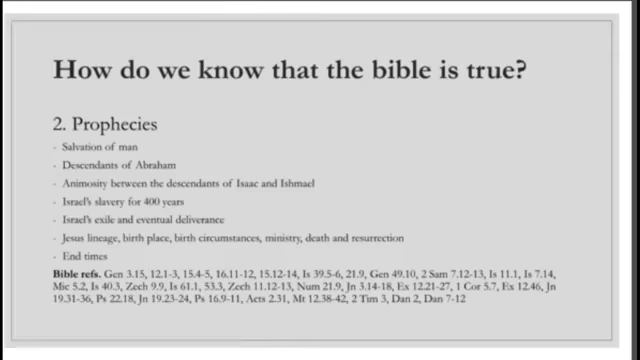 How do we know that the bible is true?
2. Prophecies
- Salvation of man
- Descendants of Abraham
- Animosity between the descendants of Isaac and Ishmael
- Israel's slavery for 400 years
- Israel's exile and eventual deliverance
- Jesus lineage, birth place, birth circumstances, ministry, death and resurrection
- End times
Bible refs. Gen 3.15, 12.1-3, 15.4-5, 16.11-12, 15.12-14, Is 39.5-6, 21.9, Gen 49.10, 2 Sam 7.12-13, Is 11.1, Is 7.14,
Mic 5.2, Is 40.3, Zech 9.9, Is 61.1, 53.3, Zech 11.12-13, Num 21.9, Jn 3.14-18, Ex 12.21-27, 1 Cor 5.7, Ex 12.46, Jn
19.31-36, Ps 22.18, Jn 19.23-24, Ps 16.9-11, Acts 2.31, Mt 12.38-42, 2 Tim 3, Dan 2, Dan 7-12